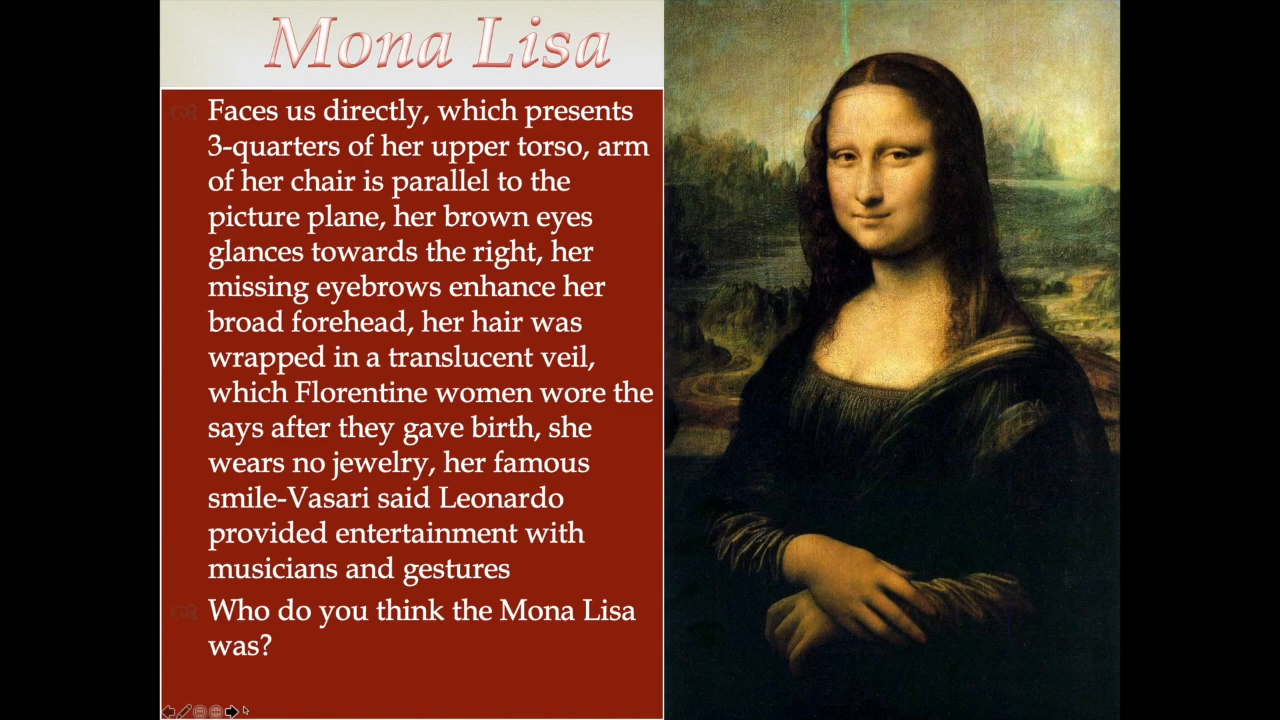 Mona Lisa
Faces us directly, which presents
3-quarters of her upper torso, arm
of her chair is parallel to the
picture plane, her brown eyes
glances towards the right, her
missing eyebrows enhance her
broad forehead, her hair was
wrapped in a translucent veil,
which Florentine women wore the
says after they gave birth, she
wears no jewelry, her famous
smile-Vasari said Leonardo
provided entertainment with
musicians and gestures
Who do you think the Mona Lisa
was?